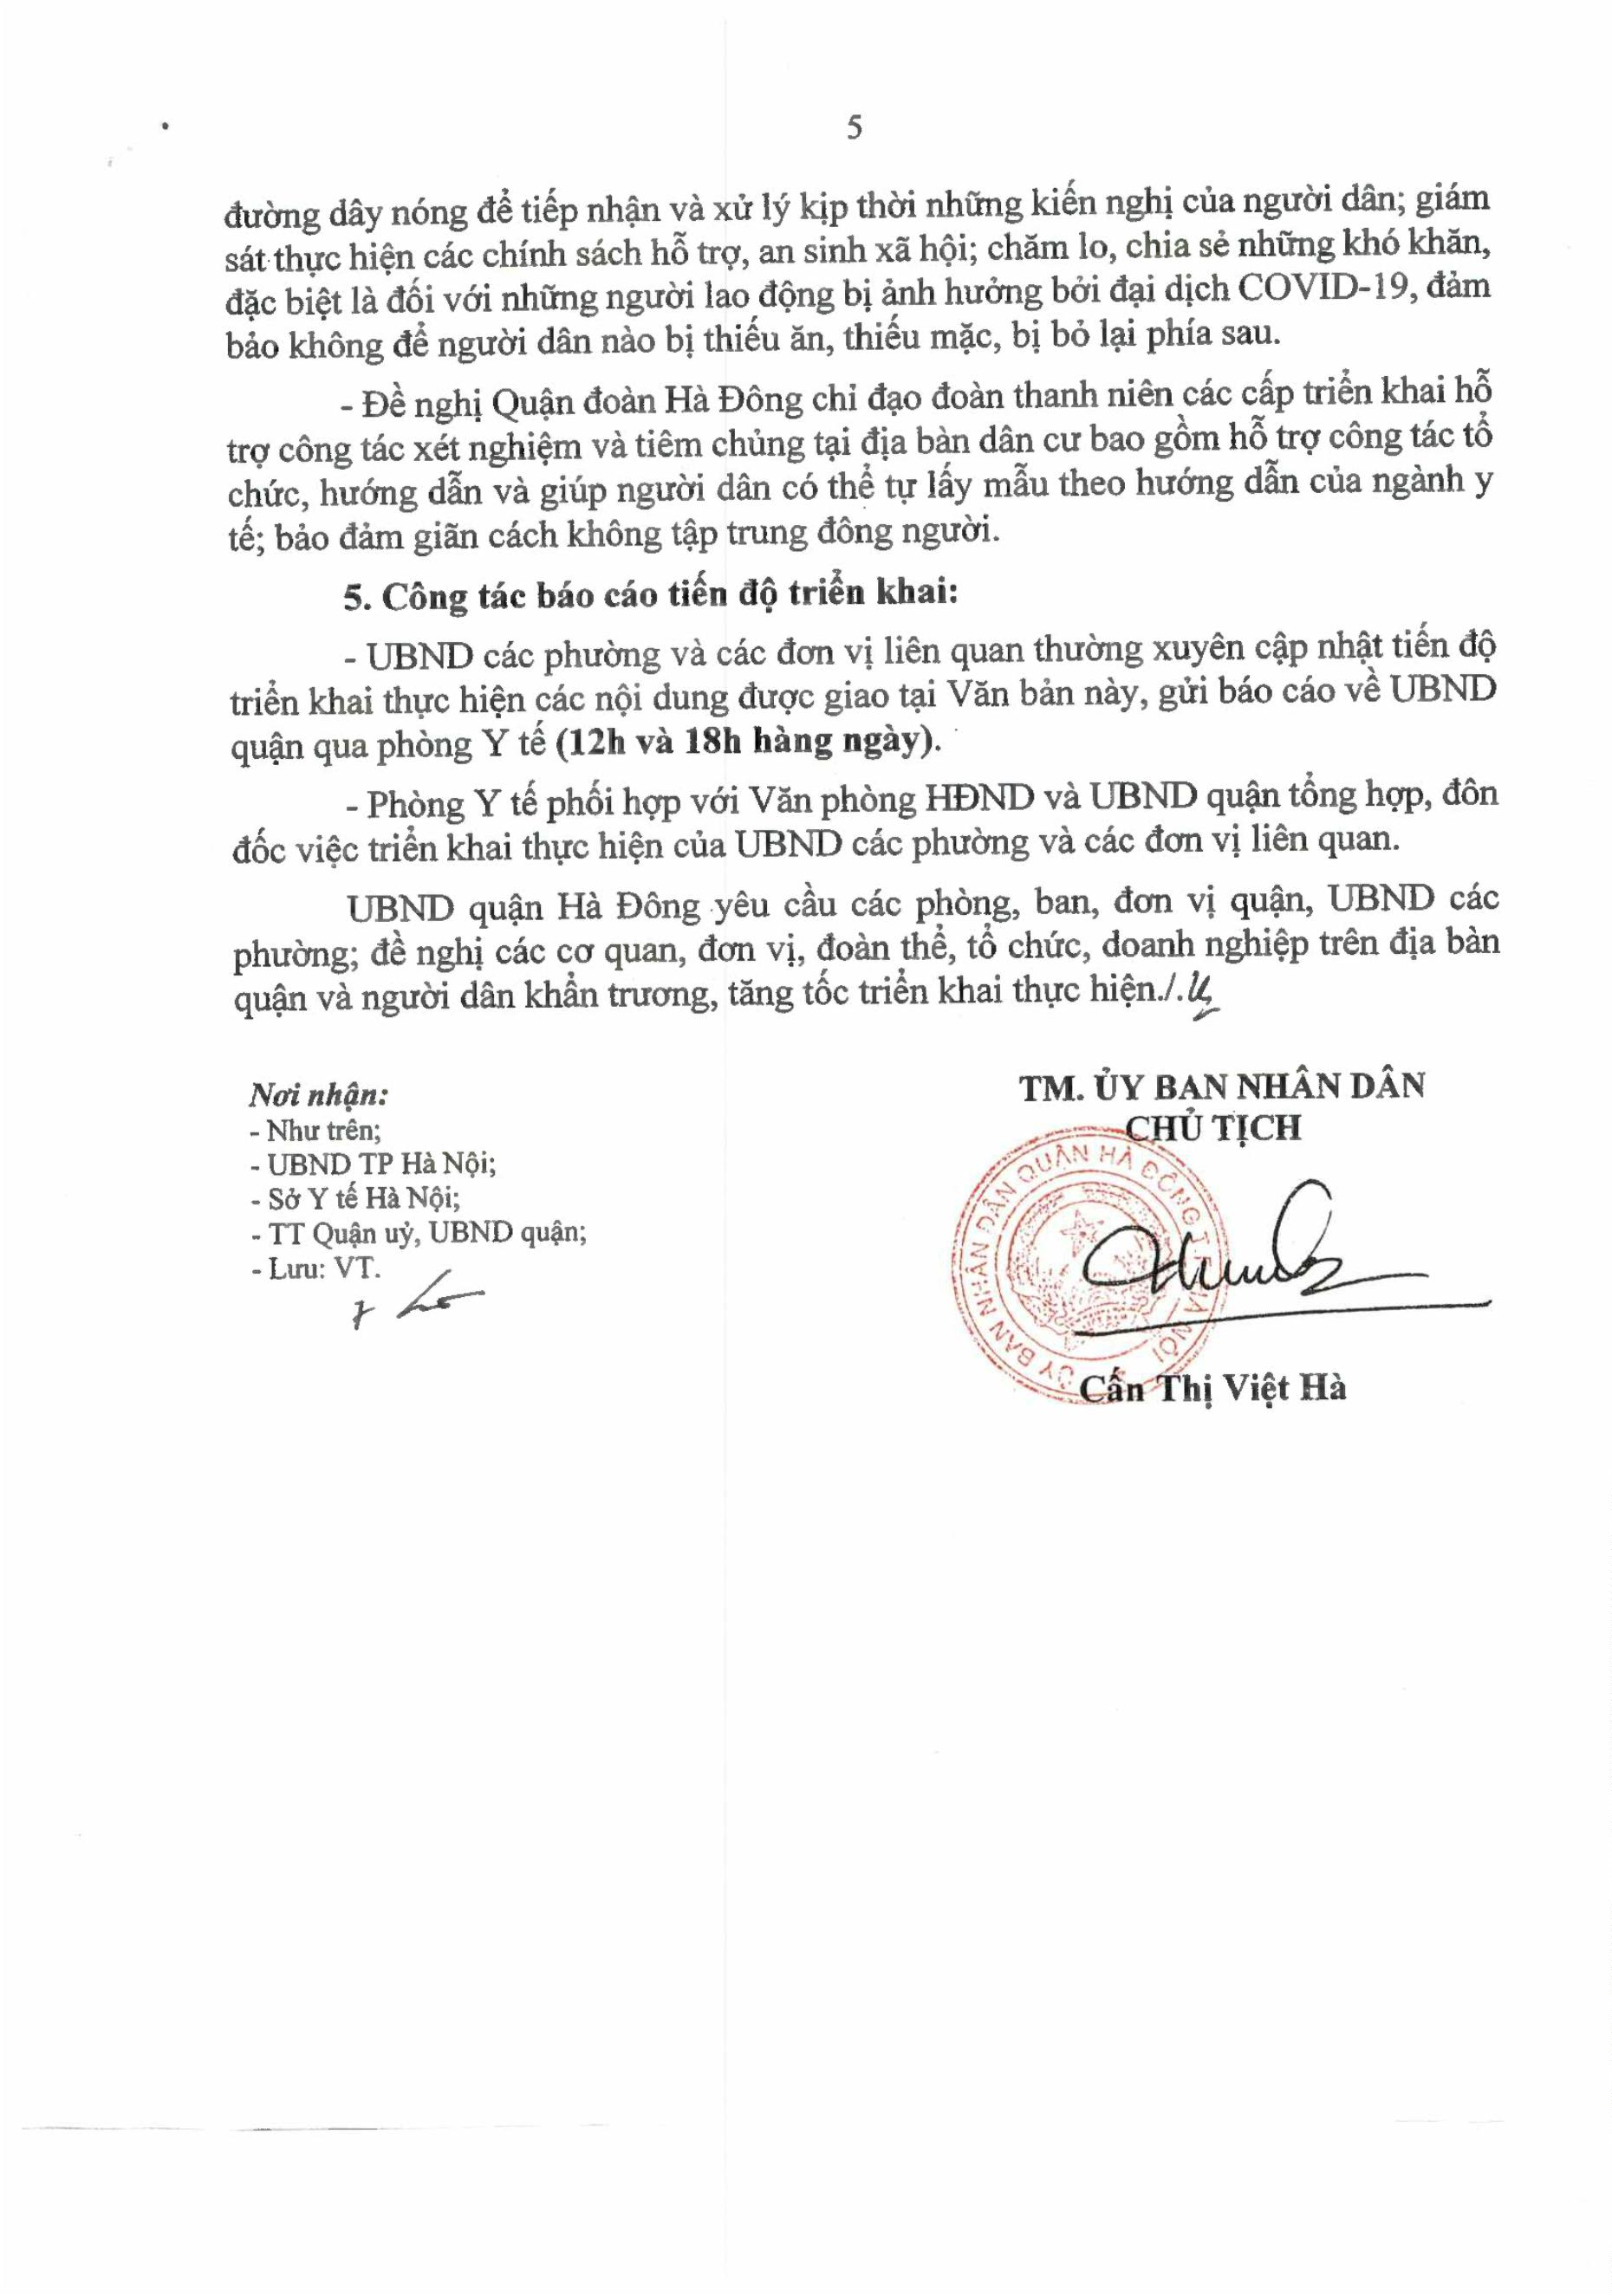 5
đường dây nóng để tiếp nhận và xử lý kịp thời những kiến nghị của người dân; giám
sát thực hiện các chính sách hỗ trợ, an sinh xã hội; chăm lo, chia sẻ những khó khăn,
đặc biệt là đối với những người lao động bị ảnh hưởng bởi đại dịch COVID-19, đảm
bảo không để người dân nào bị thiếu ăn, thiếu mặc, bị bỏ lại phía sau.
- Đề nghị Quận đoàn Hà Đông chỉ đạo đoàn thanh niên các cấp triển khai hỗ
trợ công tác xét nghiệm và tiêm chủng tại địa bàn dân cư bao gồm hỗ trợ công tác tổ
chức, hướng dẫn và giúp người dân có thể tự lấy mẫu theo hướng dẫn của ngành y
tế; bảo đảm giãn cách không tập trung đông người.
5. Công tác báo cáo tiến độ triển khai:
- UBND các phường và các đơn vị liên quan thường xuyên cập nhật tiến độ
triển khai thực hiện các nội dung được giao tại Văn bản này, gửi báo cáo về UBND
quận qua phòng Y tế (12h và 18h hàng ngày).
- Phòng Y tế phối hợp với Văn phòng HĐND và UBND quận tổng hợp, đôn
đốc việc triển khai thực hiện của UBND các phường và các đơn vị liên quan.
UBND quận Hà Đông yêu cầu các phòng, ban, đơn vị quận, UBND các
phường; đề nghị các cơ quan, đơn vị, đoàn thể, tổ chức, doanh nghiệp trên địa bàn
quận và người dân khẩn trương, tăng tốc triển khai thực hiện./.
Nơi nhận:
- Như trên;
- UBND TP Hà Nội;
- Sở Y tế Hà Nội;
- TT Quận uỷ, UBND quận;
- Lưu: VT.
TM. ỦY BAN NHÂN DÂN
CHỦ TỊCH
ỦY BAN NHÂN DÂN QUẬN HÀ ĐÔNG T.P HÀ NỘI
Cấn Thị Việt Hà